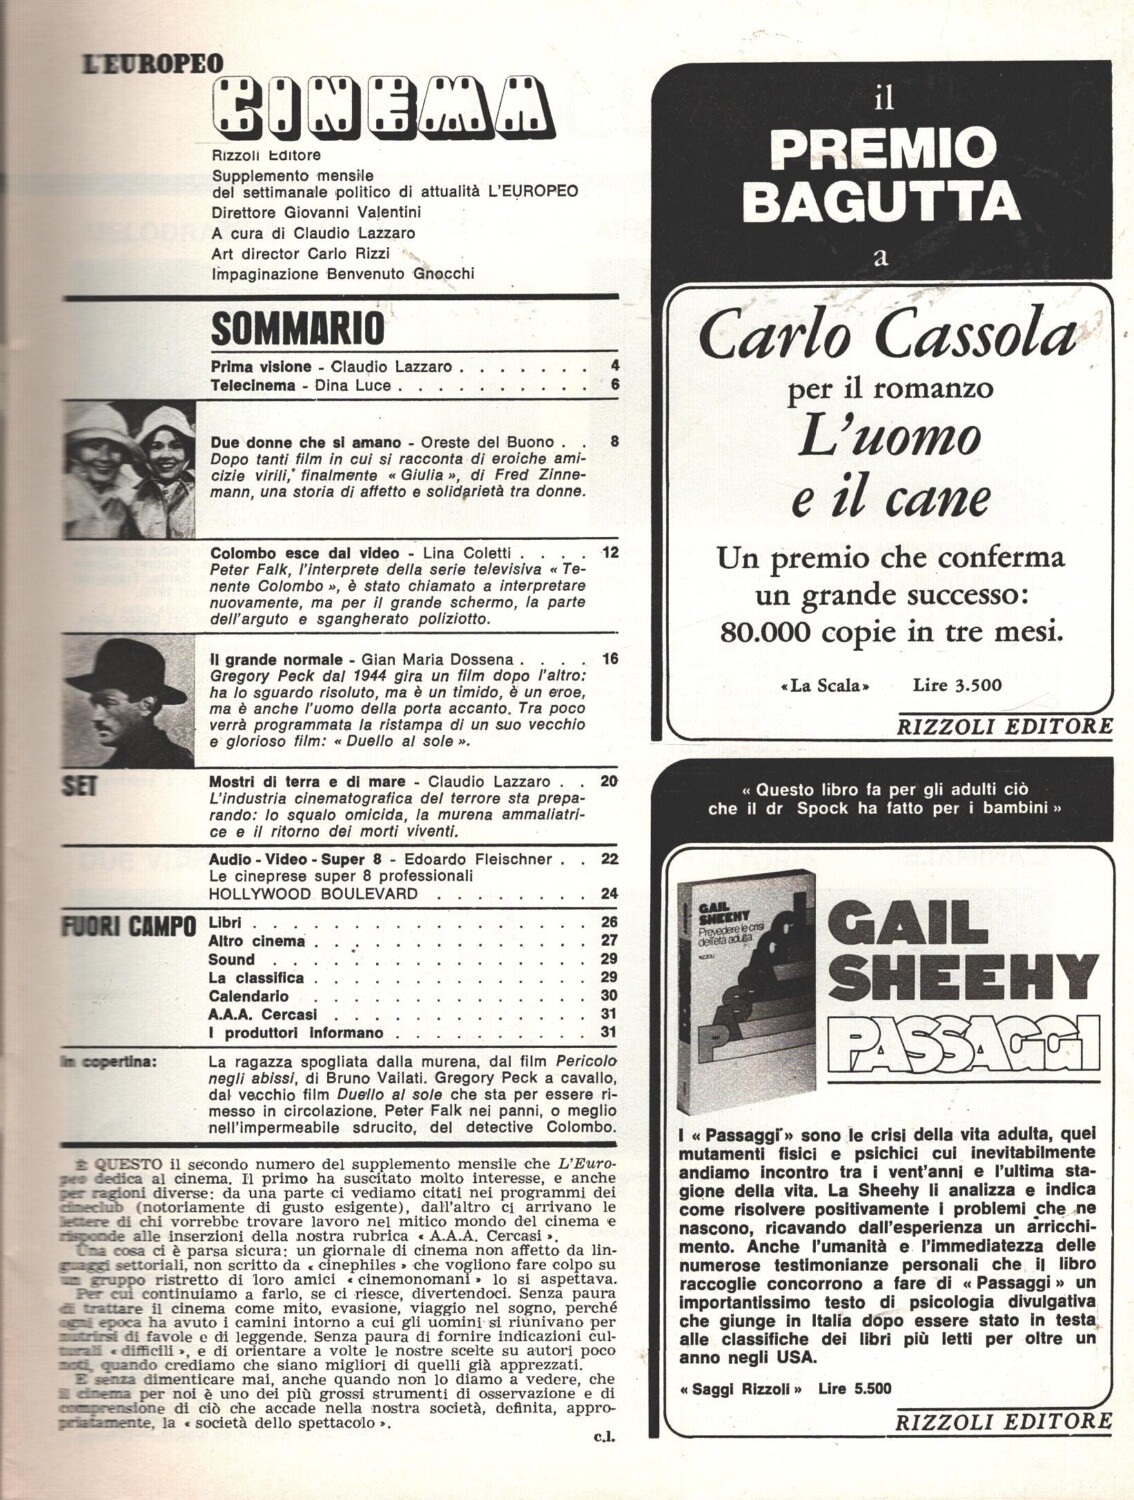 L'EUROPEO
CINEMA
Rizzoli Editore
Supplemento mensile
del settimanale politico di attualità L'EUROPEO
Direttore Giovanni Valentini
A cura di Claudio Lazzaro
Art director Carlo Rizzi
Impaginazione Benvenuto Gnocchi
SOMMARIO
Prima visione - Claudio Lazzaro . . . . . . . 4
Telecinema - Dina Luce . . . . . . . . . . 6
Due donne che si amano - Oreste del Buono . . 8
Dopo tanti film in cui si racconta di eroiche ami-
cizie virili, finalmente « Giulia », di Fred Zinne-
mann, una storia di affetto e solidarietà tra donne.
Colombo esce dal video - Lina Coletti . . . . 12
Peter Falk, l'interprete della serie televisiva « Te-
nente Colombo », è stato chiamato a interpretare
nuovamente, ma per il grande schermo, la parte
dell'arguto e sgangherato poliziotto.
Il grande normale - Gian Maria Dossena . . . . 16
Gregory Peck dal 1944 gira un film dopo l'altro:
ha lo sguardo risoluto, ma è un timido, è un eroe,
ma è anche l'uomo della porta accanto. Tra poco
verrà programmata la ristampa di un suo vecchio
e glorioso film: « Duello al sole ».
SET
Mostri di terra e di mare - Claudio Lazzaro . . 20
L'industria cinematografica del terrore sta prepa-
rando: lo squalo omicida, la murena ammaliatri-
ce e il ritorno dei morti viventi.
Audio - Video - Super 8 - Edoardo Fleischner . . 22
Le cineprese super 8 professionali
HOLLYWOOD BOULEVARD . . . . . . . . 24
FUORI CAMPO
Libri . . . . . . . . . . . . . . . . . 26
Altro cinema . . . . . . . . . . . . . . 27
Sound . . . . . . . . . . . . . . . . 29
La classifica . . . . . . . . . . . . . . 29
Calendario . . . . . . . . . . . . . . 30
A.A.A. Cercasi . . . . . . . . . . . . . 31
I produttori informano . . . . . . . . . . 31
In copertina:
La ragazza spogliata dalla murena, dal film Pericolo
negli abissi, di Bruno Vailati. Gregory Peck a cavallo,
dal vecchio film Duello al sole che sta per essere ri-
messo in circolazione. Peter Falk nei panni, o meglio
nell'impermeabile sdrucito, del detective Colombo.
È QUESTO il secondo numero del supplemento mensile che L'Euro-
peo dedica al cinema. Il primo ha suscitato molto interesse, e anche
per ragioni diverse: da una parte ci vediamo citati nei programmi dei
cineclub (notoriamente di gusto esigente), dall'altro ci arrivano le
lettere di chi vorrebbe trovare lavoro nel mitico mondo del cinema e
risponde alle inserzioni della nostra rubrica « A.A.A. Cercasi ».
Una cosa ci è parsa sicura: un giornale di cinema non affetto da lin-
guaggi settoriali, non scritto da « cinephiles » che vogliono fare colpo su
un gruppo ristretto di loro amici « cinemonomani » lo si aspettava.
Per cui continuiamo a farlo, se ci riesce, divertendoci. Senza paura
di trattare il cinema come mito, evasione, viaggio nel sogno, perché
ogni epoca ha avuto i camini intorno a cui gli uomini si riunivano per
nutrirsi di favole e di leggende. Senza paura di fornire indicazioni cul-
turali « difficili », e di orientare a volte le nostre scelte su autori poco
noti, quando crediamo che siano migliori di quelli già apprezzati.
E senza dimenticare mai, anche quando non lo diamo a vedere, che
il cinema per noi è uno dei più grossi strumenti di osservazione e di
comprensione di ciò che accade nella nostra società, definita, appro-
priatamente, la « società dello spettacolo ».
c.l.
il
PREMIO
BAGUTTA
a
Carlo Cassola
per il romanzo
L'uomo
e il cane
Un premio che conferma
un grande successo:
80.000 copie in tre mesi.
«La Scala» Lire 3.500
RIZZOLI EDITORE
« Questo libro fa per gli adulti ciò
che il dr Spock ha fatto per i bambini »
GAIL
SHEEHY
Prevedere le crisi
dell'età adulta
RIZZOLI
PASSAGGI
GAIL
SHEEHY
PASSAGGI
I « Passaggi » sono le crisi della vita adulta, quei
mutamenti fisici e psichici cui inevitabilmente
andiamo incontro tra i vent'anni e l'ultima sta-
gione della vita. La Sheehy li analizza e indica
come risolvere positivamente i problemi che ne
nascono, ricavando dall'esperienza un arricchi-
mento. Anche l'umanità e l'immediatezza delle
numerose testimonianze personali che il libro
raccoglie concorrono a fare di « Passaggi » un
importantissimo testo di psicologia divulgativa
che giunge in Italia dopo essere stato in testa
alle classifiche dei libri più letti per oltre un
anno negli USA.
« Saggi Rizzoli » Lire 5.500
RIZZOLI EDITORE